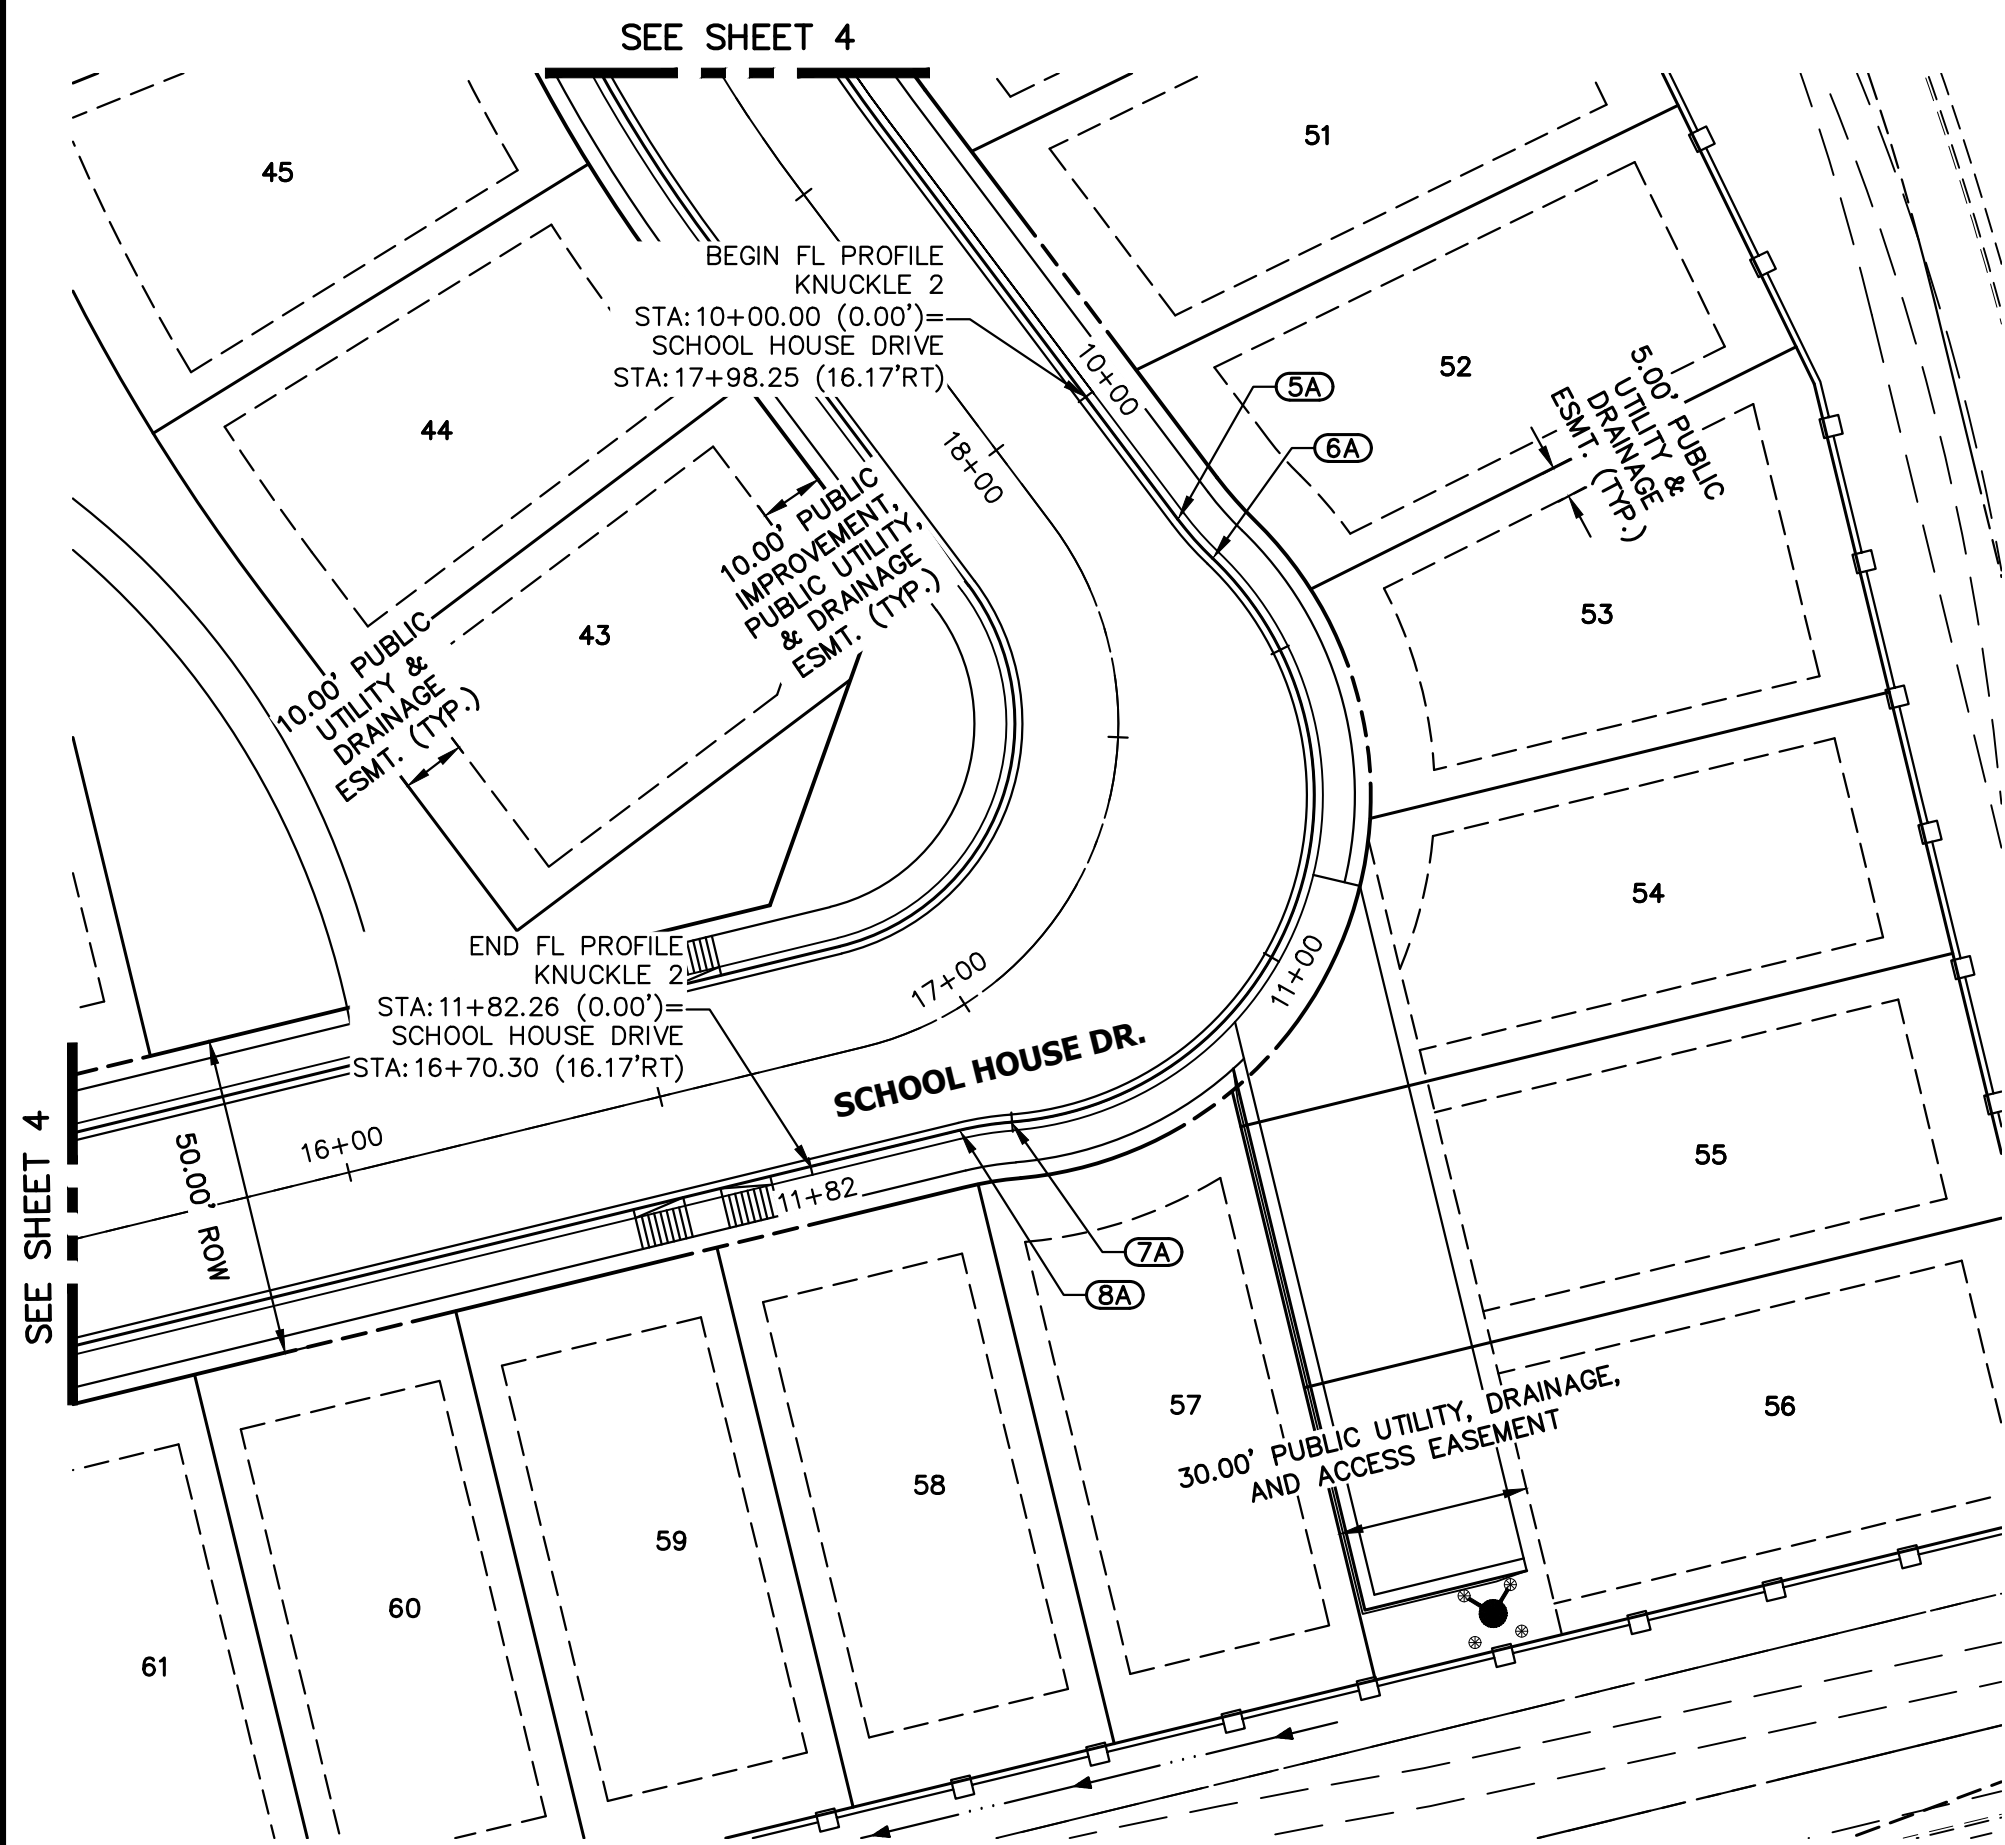 SEE SHEET 4
45
51
BEGIN FL PROFILE
KNUCKLE 2
STA:10+00.00 (0.00')=
SCHOOL HOUSE DRIVE
STA:17+98.25 (16.17'RT)
10+00
52
5.00' PUBLIC
UTILITY &
DRAINAGE
ESMT. (TYP.)
5A
44
18+00
6A
10.00' PUBLIC
IMPROVEMENT,
PUBLIC UTILITY,
& DRAINAGE
ESMT. (TYP.)
53
43
10.00' PUBLIC
UTILITY &
DRAINAGE
ESMT. (TYP.)
54
END FL PROFILE
KNUCKLE 2
STA:11+82.26 (0.00')=
SCHOOL HOUSE DRIVE
STA:16+70.30 (16.17'RT)
17+00
11+00
SCHOOL HOUSE DR.
SEE SHEET 4
50.00' ROW
16+00
11+82
55
7A
8A
57
56
30.00' PUBLIC UTILITY, DRAINAGE,
AND ACCESS EASEMENT
58
59
60
61